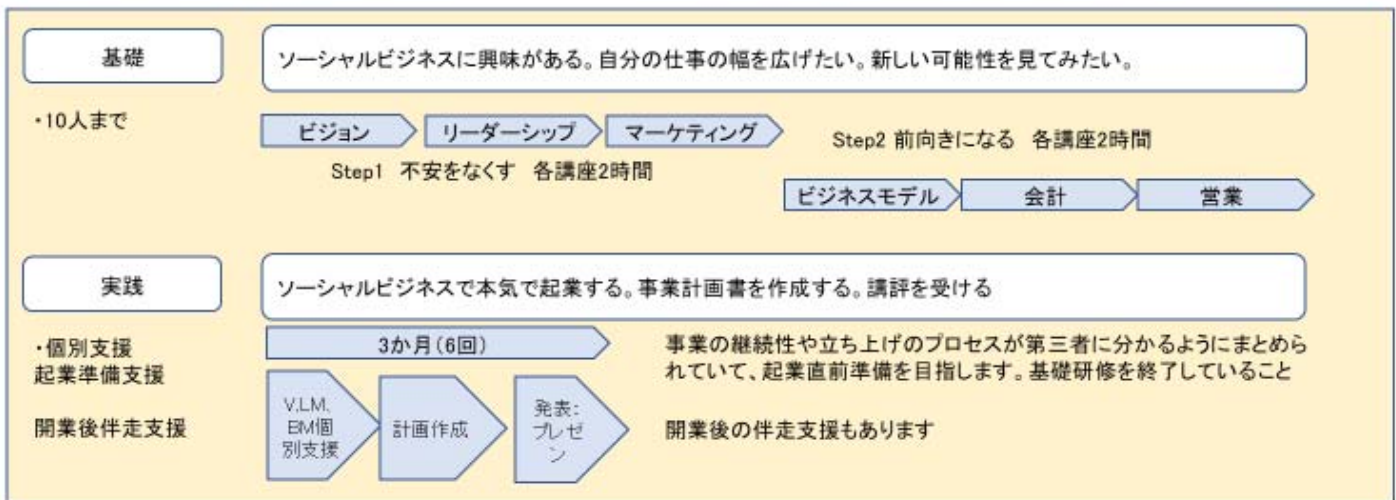 基礎
ソーシャルビジネスに興味がある。自分の仕事の幅を広げたい。新しい可能性を見てみたい。
・10人まで
ビジョン
リーダーシップ
マーケティング
Step1 不安をなくす 各講座2時間
Step2 前向きになる 各講座2時間
ビジネスモデル
会計
営業
実践
ソーシャルビジネスで本気で起業する。事業計画書を作成する。講評を受ける
・個別支援
起業準備支援
開業後伴走支援
3か月(6回)
V,LM,
BM個
別支援
計画作成
発表:
プレゼ
ン
事業の継続性や立ち上げのプロセスが第三者に分かるようにまとめら
れていて、起業直前準備を目指します。基礎研修を終了していること
開業後の伴走支援もあります